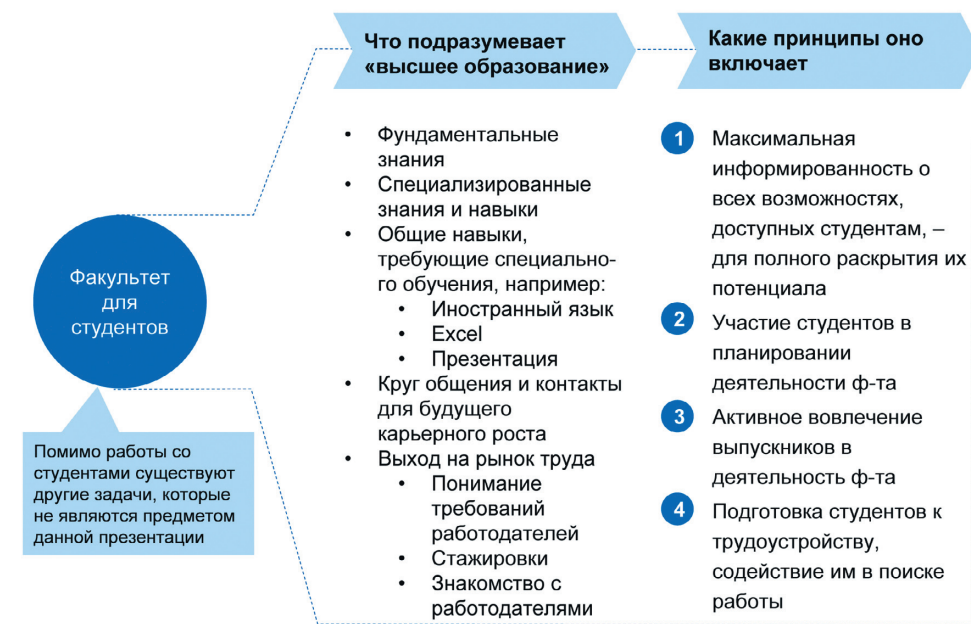 Что подразумевает
«высшее образование»
Какие принципы оно
включает
Факультет
для
студентов
Помимо работы со
студентами существуют
другие задачи, которые
не являются предметом
данной презентации
• Фундаментальные
знания
• Специализированные
знания и навыки
• Общие навыки,
требующие специально-
го обучения, например:
• Иностранный язык
• Excel
• Презентация
• Круг общения и контакты
для будущего
карьерного роста
• Выход на рынок труда
• Понимание
требований
работодателей
• Стажировки
• Знакомство с
работодателями
1 Максимальная
информированность о
всех возможностях,
доступных студентам, –
для полного раскрытия их
потенциала
2 Участие студентов в
планировании
деятельности ф-та
3 Активное вовлечение
выпускников в
деятельность ф-та
4 Подготовка студентов к
трудоустройству,
содействие им в поиске
работы